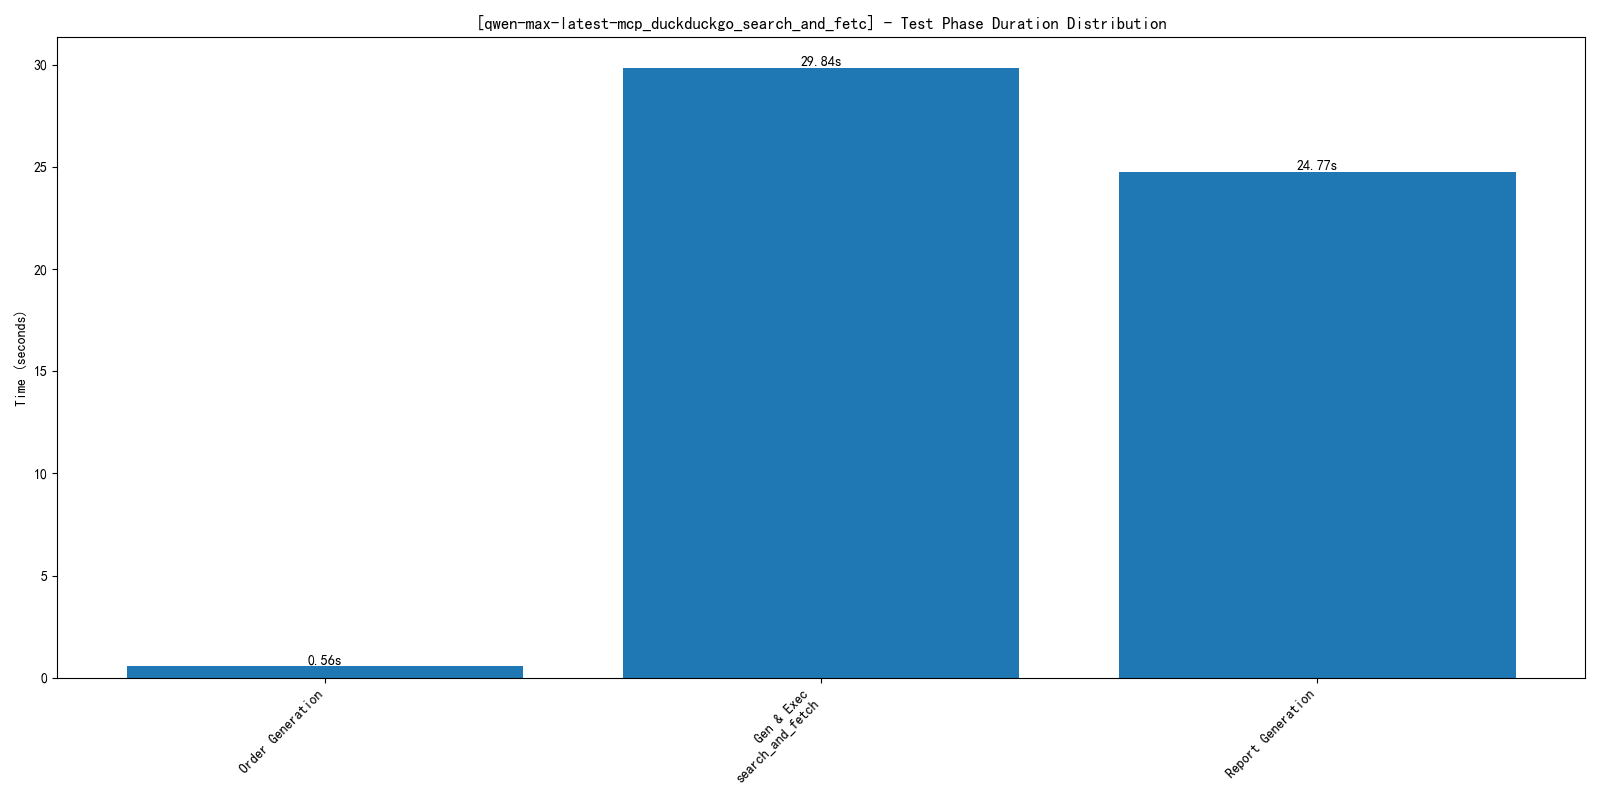 [qwen-max-latest-mcp_duckduckgo_search_and_fetc] - Test Phase Duration Distribution
Time (seconds)
30
25
20
15
10
5
0
0.56s
29.84s
24.77s
Order Generation
Gen & Exec
search_and_fetch
Report Generation